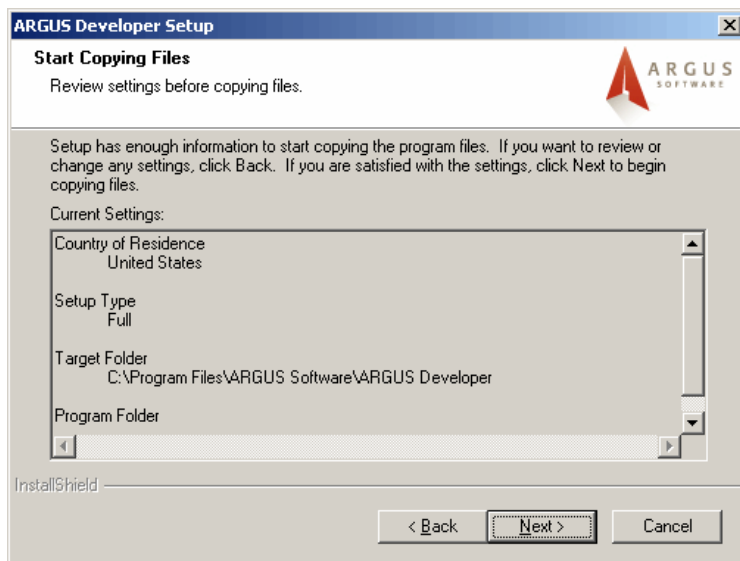 ARGUS Developer Setup
Start Copying Files
Review settings before copying files.
ARGUS
SOFTWARE
Setup has enough information to start copying the program files. If you want to review or
change any settings, click Back. If you are satisfied with the settings, click Next to begin
copying files.
Current Settings:
Country of Residence
United States
Setup Type
Full
Target Folder
C:\Program Files\ARGUS Software\ARGUS Developer
Program Folder
InstallShield
< Back
Next >
Cancel